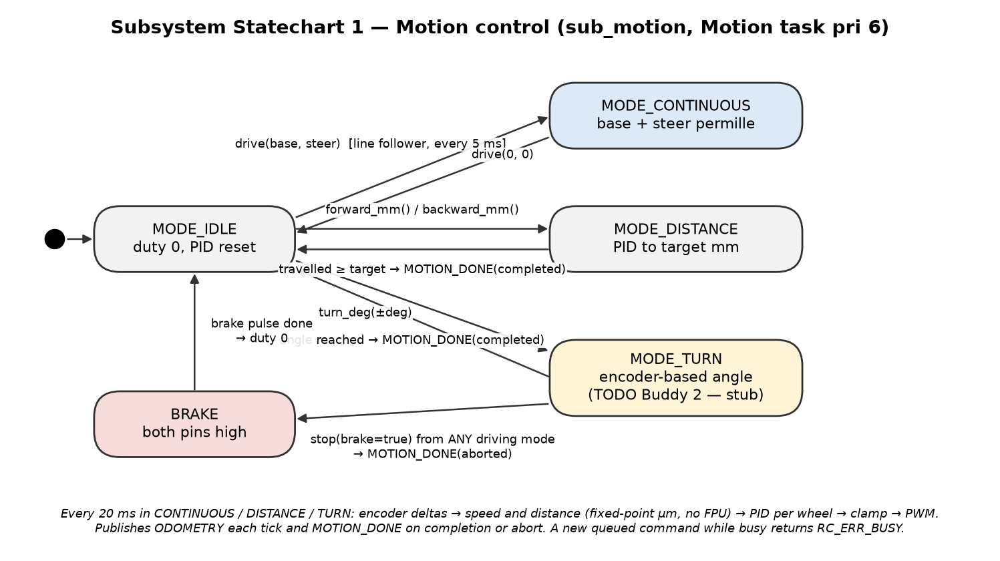 Subsystem Statechart 1 — Motion control (sub_motion, Motion task pri 6)
MODE_CONTINUOUS
base + steer permille
drive(base, steer)  [line follower, every 5 ms]
drive(0, 0)
forward_mm() / backward_mm()
MODE_IDLE
duty 0, PID reset
MODE_DISTANCE
PID to target mm
travelled ≥ target → MOTION_DONE(completed)
turn_deg(±deg)
brake pulse done
→ duty 0
angle reached → MOTION_DONE(completed)
MODE_TURN
encoder-based angle
(TODO Buddy 2 — stub)
BRAKE
both pins high
stop(brake=true) from ANY driving mode
→ MOTION_DONE(aborted)
Every 20 ms in CONTINUOUS / DISTANCE / TURN: encoder deltas → speed and distance (fixed-point µm, no FPU) → PID per wheel → clamp → PWM.
Publishes ODOMETRY each tick and MOTION_DONE on completion or abort. A new queued command while busy returns RC_ERR_BUSY.